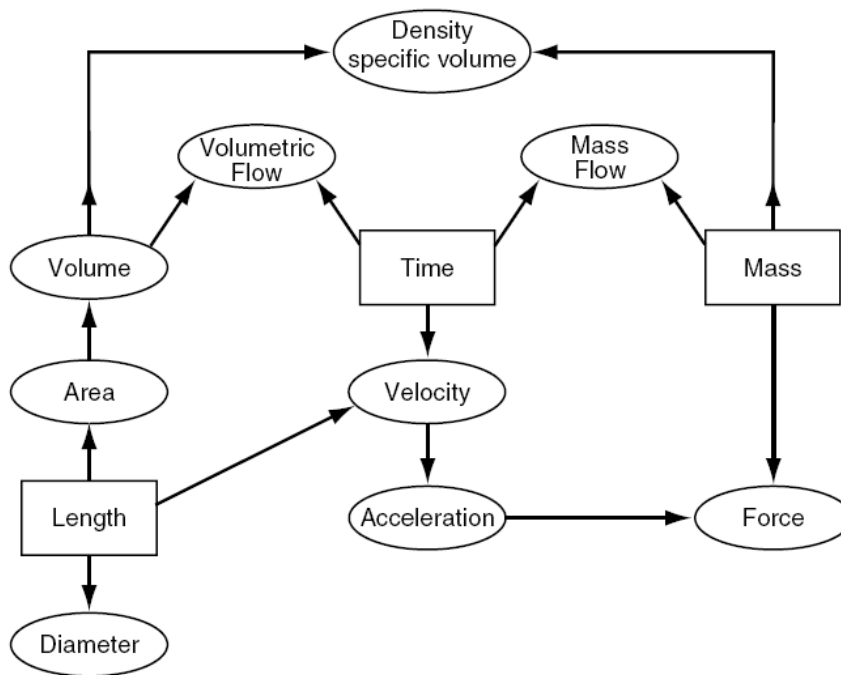 Density
specific volume
Volumetric
Flow
Mass
Flow
Volume
Time
Mass
Area
Velocity
Length
Acceleration
Force
Diameter